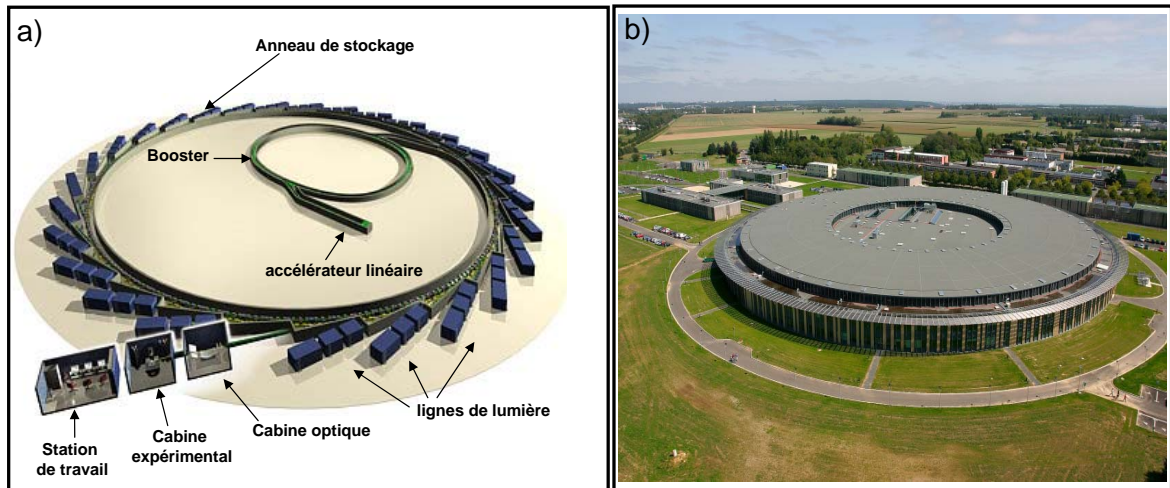 a)
Anneau de stockage
Booster
accélérateur linéaire
lignes de lumière
Cabine optique
Cabine
expérimental
Station
de travail
b)